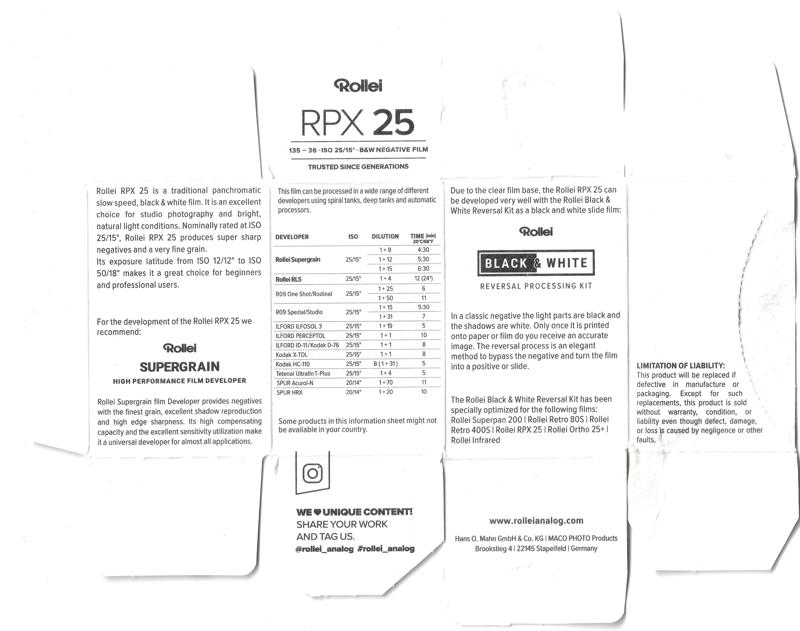 Rollei
RPX 25
135 – 36 · ISO 25/15° · B&W NEGATIVE FILM
TRUSTED SINCE GENERATIONS
Rollei RPX 25 is a traditional panchromatic
slow speed, black & white film. It is an excellent
choice for studio photography and bright,
natural light conditions. Nominally rated at ISO
25/15°, Rollei RPX 25 produces super sharp
negatives and a very fine grain.
Its exposure latitude from ISO 12/12° to ISO
50/18° makes it a great choice for beginners
and professional users.
For the development of the Rollei RPX 25 we
recommend:
Rollei
SUPERGRAIN
HIGH PERFORMANCE FILM DEVELOPER
Rollei Supergrain film Developer provides negatives
with the finest grain, excellent shadow reproduction
and high edge sharpness. Its high compensating
capacity and the excellent sensitivity utilization make
it a universal developer for almost all applications.
This film can be processed in a wide range of different
developers using spiral tanks, deep tanks and automatic
processors.
DEVELOPER ISO DILUTION TIME (min)
20°C/68°F
1 + 9 4:30
Rollei Supergrain 25/15° 1 + 12 5:30
1 + 15 6:30
Rollei RLS 25/15° 1 + 4 12 (24°)
R09 One Shot/Rodinal 25/15° 1 + 25 6
1 + 50 11
R09 Spezial/Studio 25/15° 1 + 15 5:30
1 + 31 7
ILFORD ILFOSOL 3 25/15° 1 + 19 5
ILFORD PERCEPTOL 25/15° 1 + 1 10
ILFORD ID-11/Kodak D-76 25/15° 1 + 1 8
Kodak X-TOL 25/15° 1 + 1 8
Kodak HC-110 25/15° B (1 + 31) 5
Tetenal Ultrafin T-Plus 25/15° 1 + 4 5
SPUR Acurol-N 20/14° 1 + 70 11
SPUR HRX 20/14° 1 + 20 10
Some products in this information sheet might not
be available in your country.
WE ♥ UNIQUE CONTENT!
SHARE YOUR WORK
AND TAG US.
@rollei_analog #rollei_analog
Due to the clear film base, the Rollei RPX 25 can
be developed very well with the Rollei Black &
White Reversal Kit as a black and white slide film:
Rollei
BLACK & WHITE
REVERSAL PROCESSING KIT
In a classic negative the light parts are black and
the shadows are white. Only once it is printed
onto paper or film do you receive an accurate
image. The reversal process is an elegant
method to bypass the negative and turn the film
into a positive or slide.
The Rollei Black & White Reversal Kit has been
specially optimized for the following films:
Rollei Superpan 200 | Rollei Retro 80S | Rollei
Retro 400S | Rollei RPX 25 | Rollei Ortho 25+ |
Rollei Infrared
www.rolleianalog.com
Hans O. Mahn GmbH & Co. KG | MACO PHOTO Products
Brookstieg 4 | 22145 Stapelfeld | Germany
LIMITATION OF LIABILITY:
This product will be replaced if
defective in manufacture or
packaging. Except for such
replacements, this product is sold
without warranty, condition, or
liability even though defect, damage,
or loss is caused by negligence or other
faults.